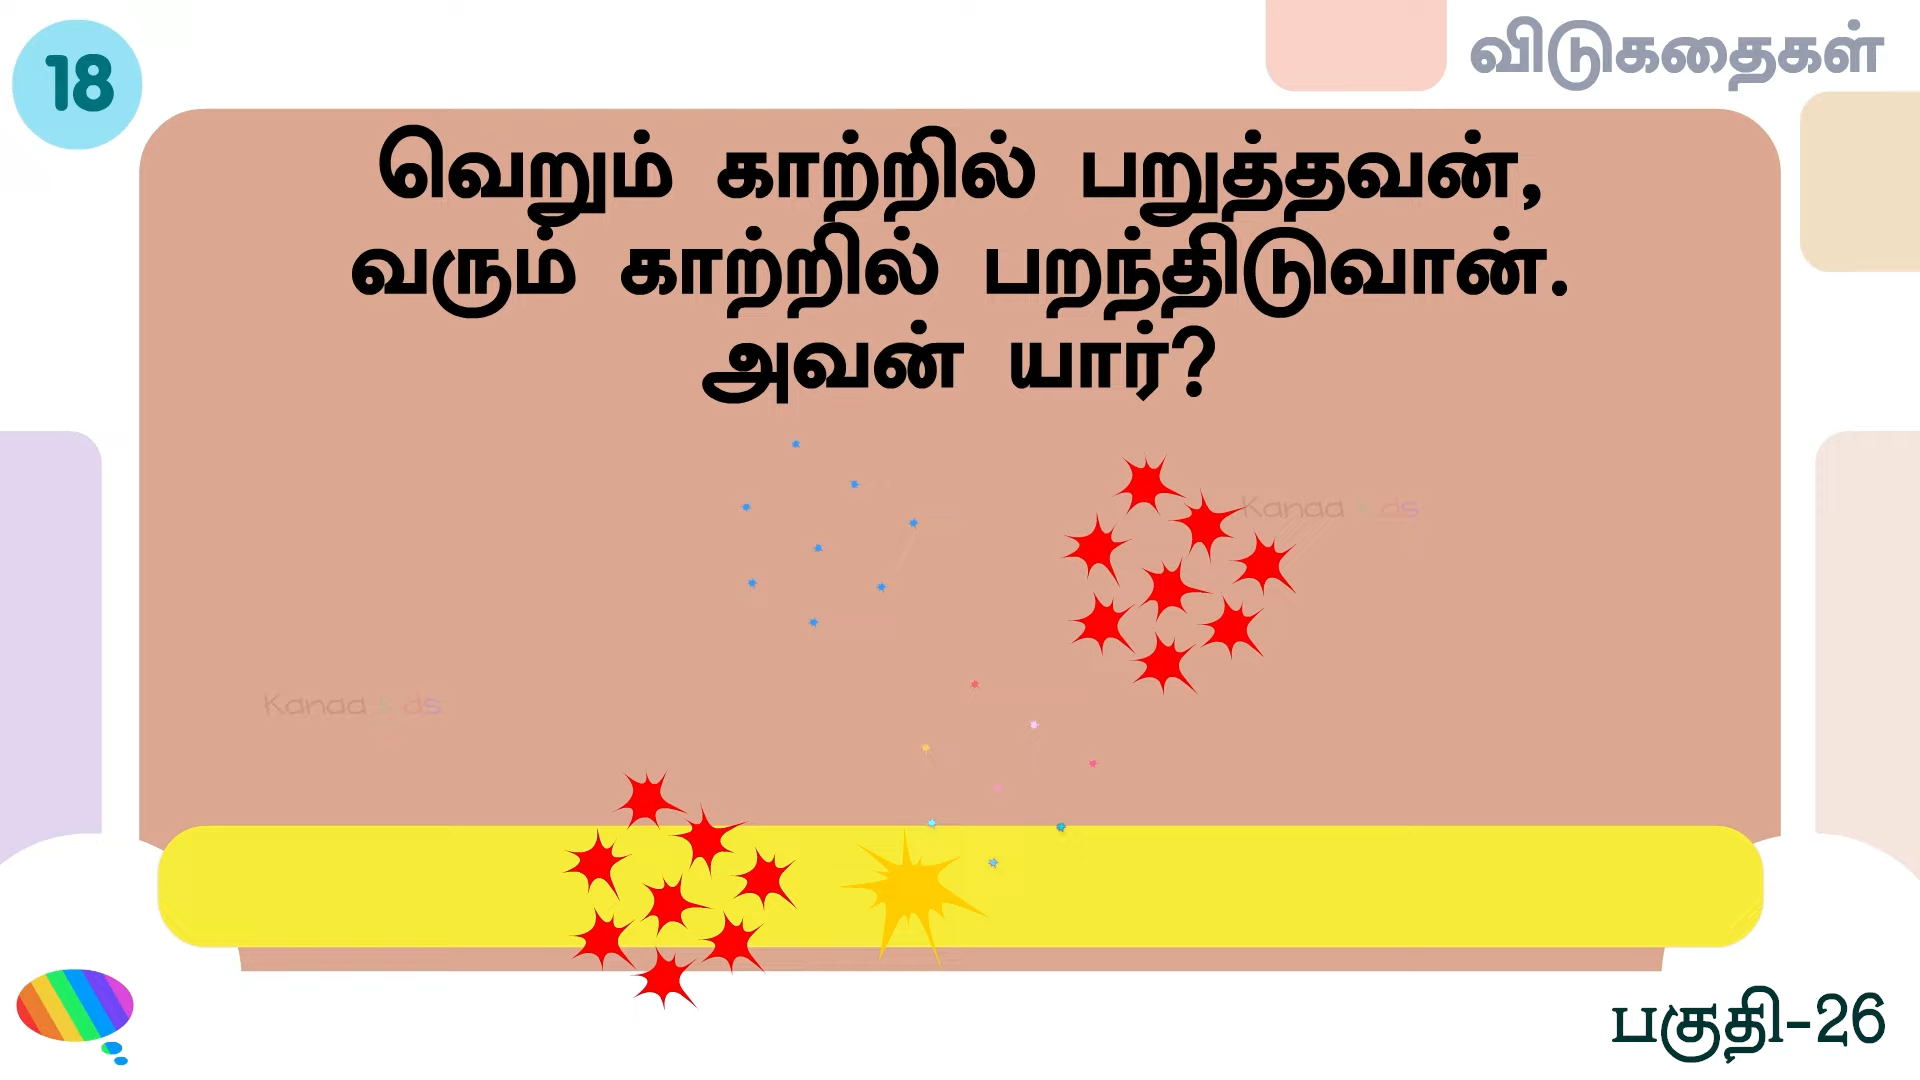 18
விடுகதைகள்
வெறும் காற்றில் பறுத்தவன்,
வரும் காற்றில் பறந்திடுவான்.
அவன் யார்?
பகுதி-26